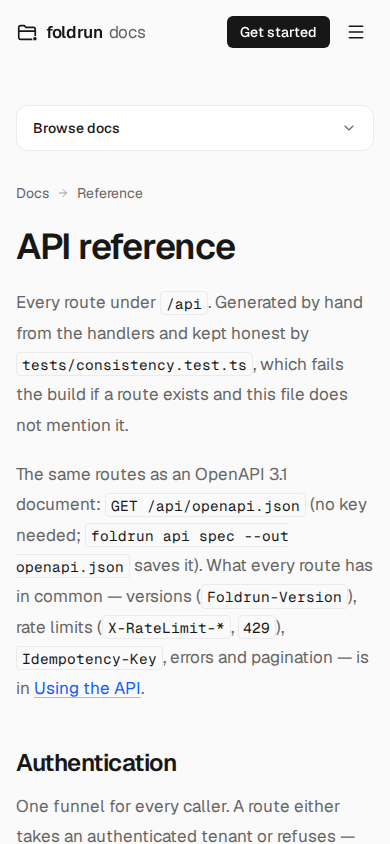 foldrun docs
Get started
Browse docs
Docs → Reference
API reference
Every route under /api. Generated by hand
from the handlers and kept honest by
tests/consistency.test.ts, which fails
the build if a route exists and this file does
not mention it.
The same routes as an OpenAPI 3.1
document: GET /api/openapi.json (no key
needed; foldrun api spec --out
openapi.json saves it). What every route has
in common — versions (Foldrun-Version),
rate limits (X-RateLimit-*, 429),
Idempotency-Key, errors and pagination — is
in Using the API.
Authentication
One funnel for every caller. A route either
takes an authenticated tenant or refuses —